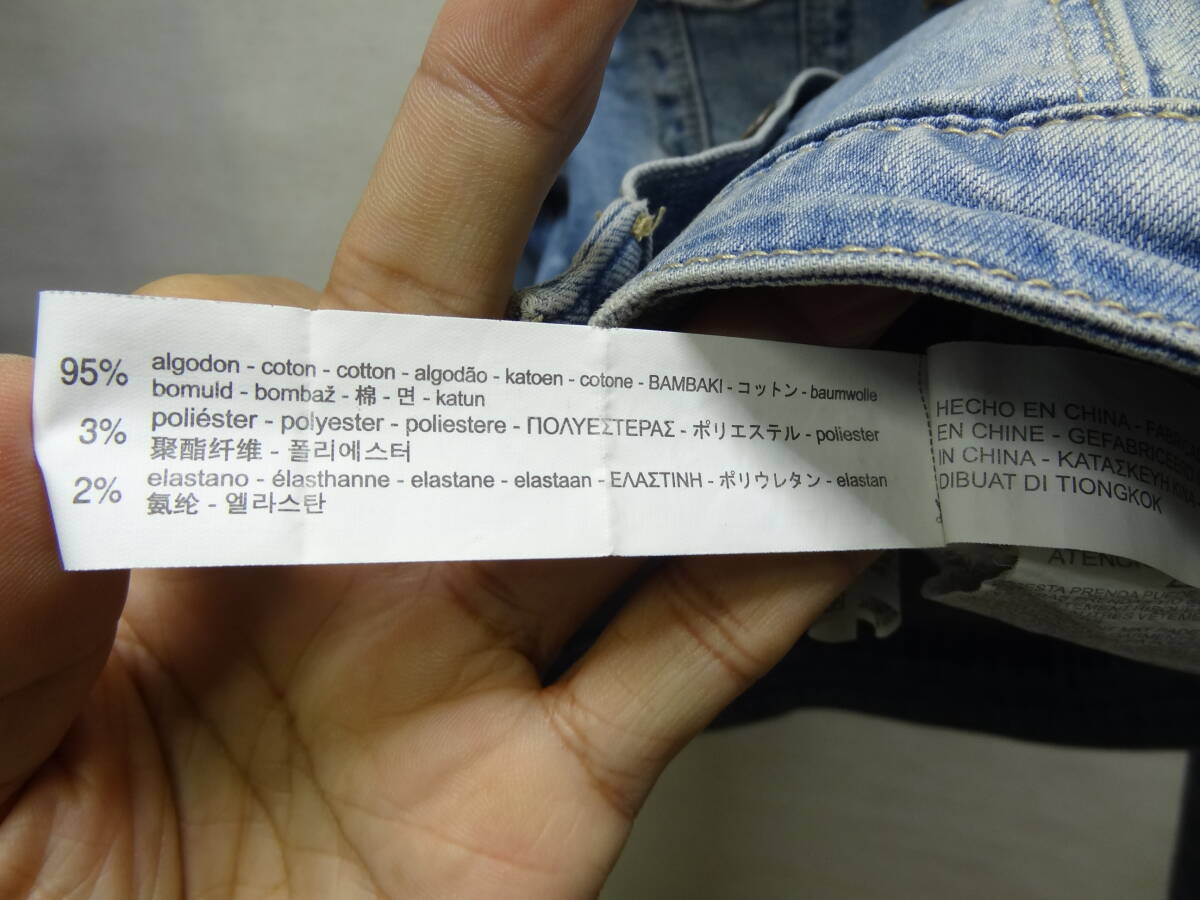 95% algodon - coton - cotton - algodão - katoen - cotone - BAMBAKI - コットン - baumwolle
bomuld - bombaž - 棉 - 면 - katun
3% poliéster - polyester - poliestere - ΠΟΛΥΕΣΤΕΡΑΣ - ポリエステル - poliester
聚酯纤维 - 폴리에스터
2% elastano - élasthanne - elastane - elastaan - ΕΛΑΣΤΙΝΗ - ポリウレタン - elastan
氨纶 - 엘라스탄
HECHO EN CHINA -
EN CHINE -
IN CHINA - ΚΑΤΑΣΚΕΥΗ
DIBUAT DI TIONGKOK
PRENDA